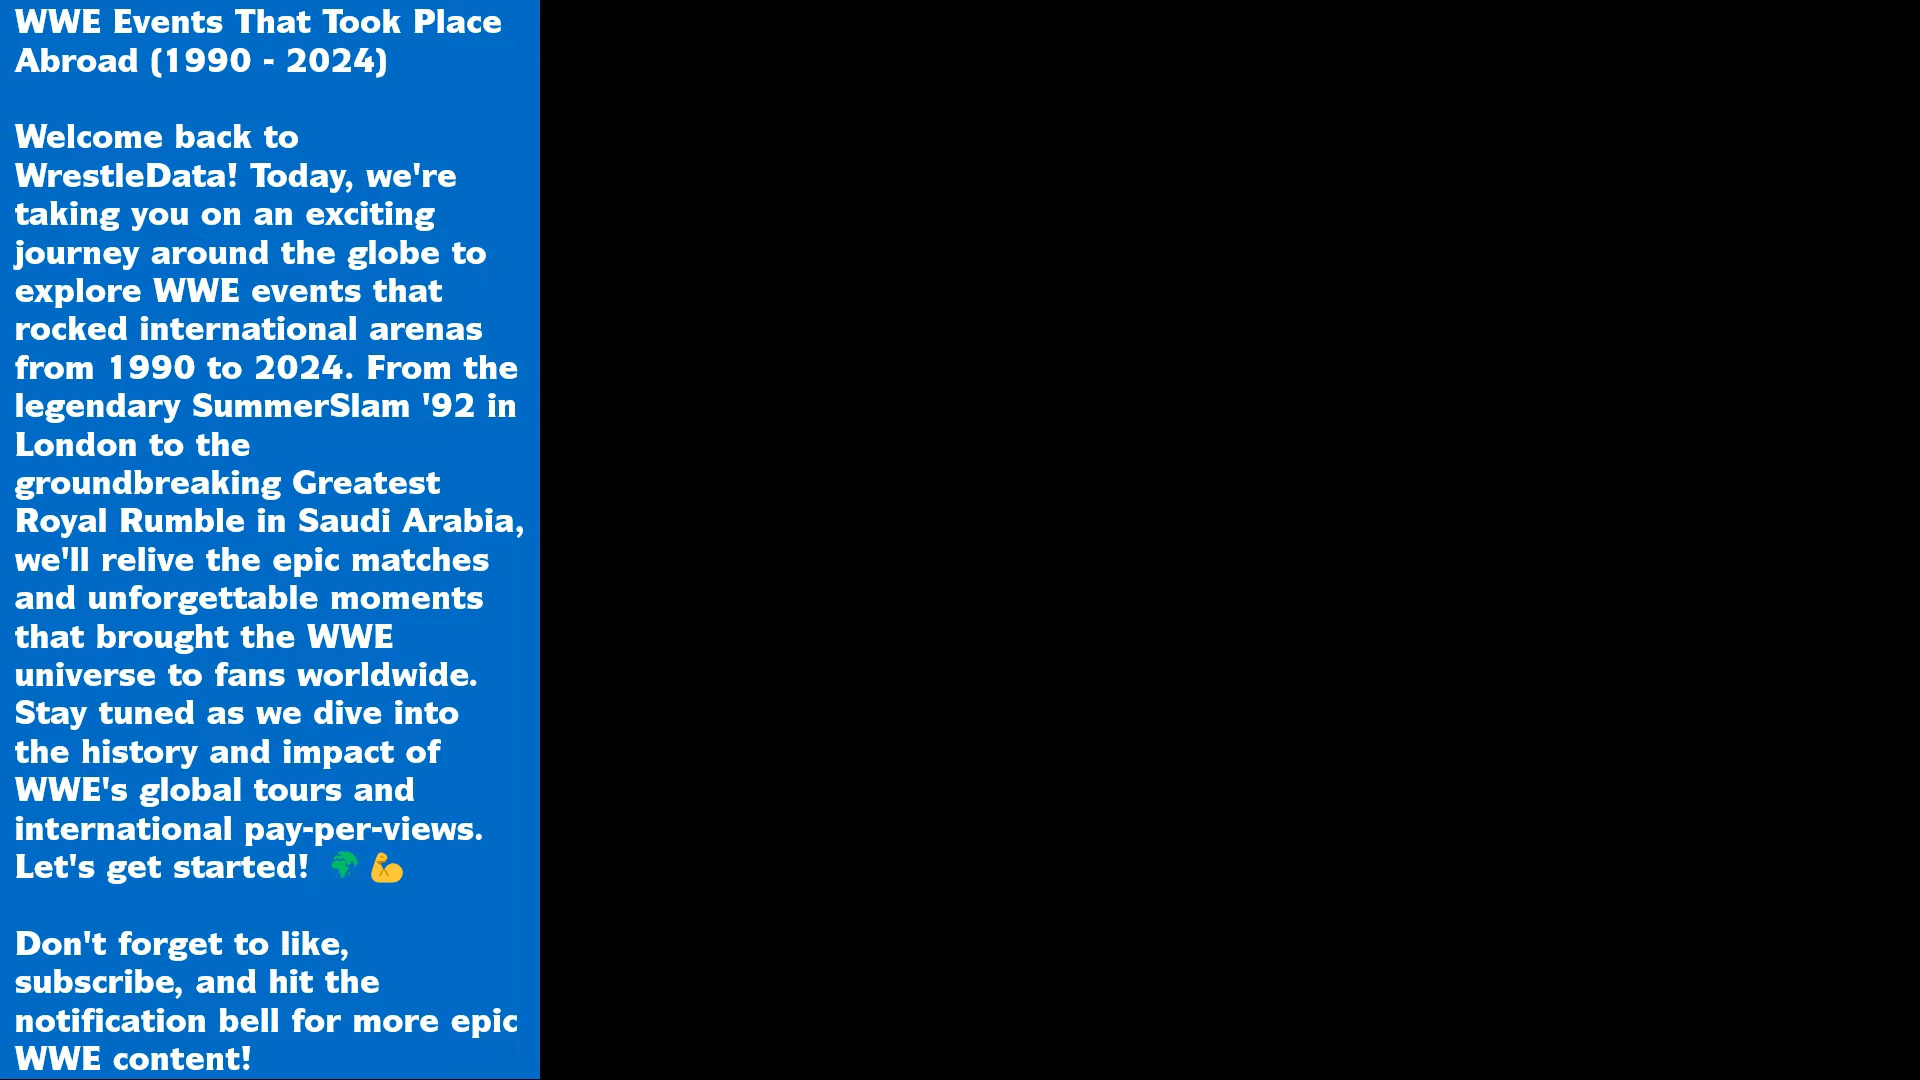 WWE Events That Took Place
Abroad (1990 - 2024)
Welcome back to
WrestleData! Today, we're
taking you on an exciting
journey around the globe to
explore WWE events that
rocked international arenas
from 1990 to 2024. From the
legendary SummerSlam '92 in
London to the
groundbreaking Greatest
Royal Rumble in Saudi Arabia,
we'll relive the epic matches
and unforgettable moments
that brought the WWE
universe to fans worldwide.
Stay tuned as we dive into
the history and impact of
WWE's global tours and
international pay-per-views.
Let's get started! 🌍💪
Don't forget to like,
subscribe, and hit the
notification bell for more epic
WWE content!